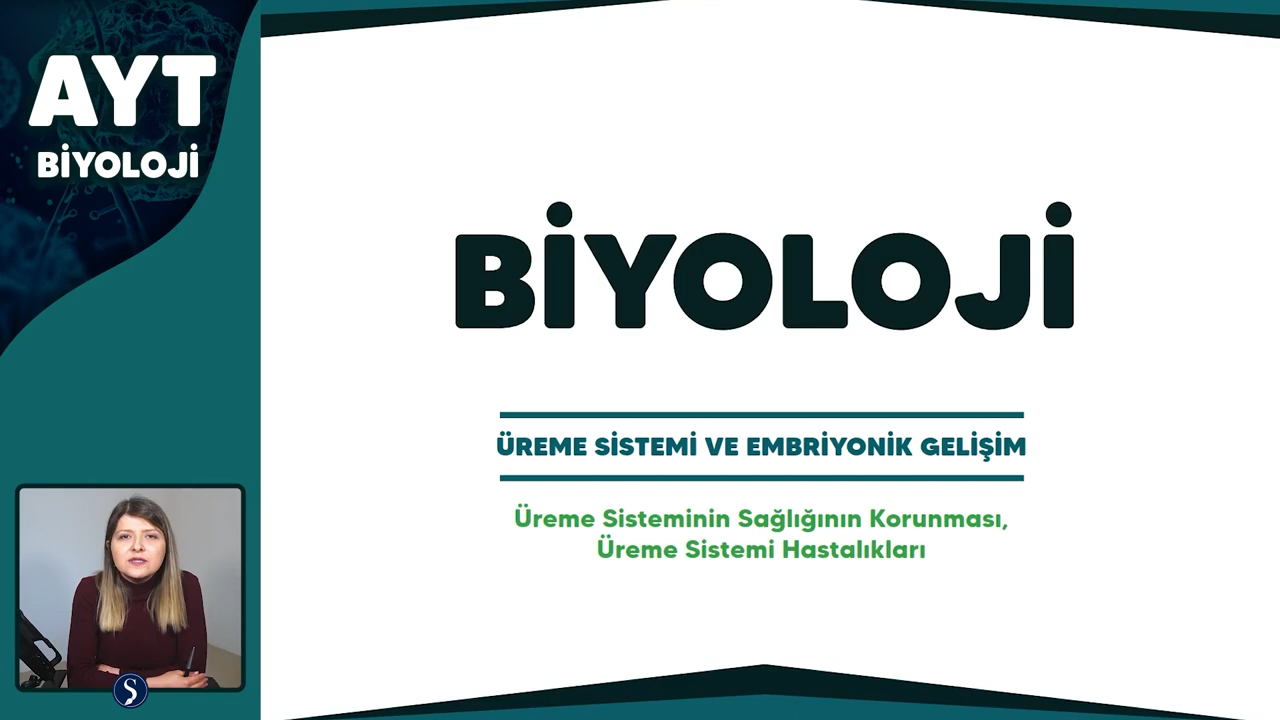 AYT
BİYOLOJİ
BİYOLOJİ
ÜREME SİSTEMİ VE EMBRİYONİK GELİŞİM
Üreme Sisteminin Sağlığının Korunması,
Üreme Sistemi Hastalıkları
Ş